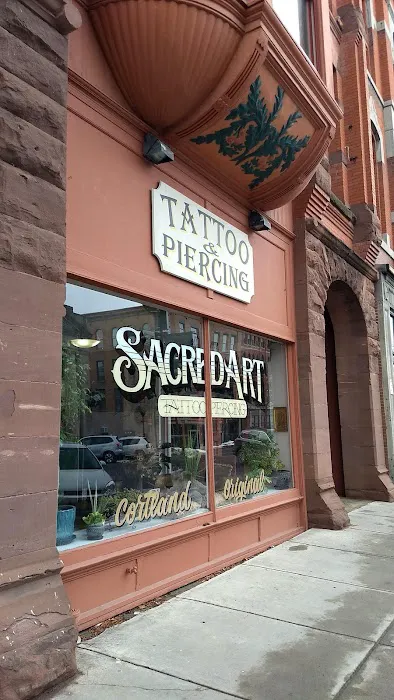 TATTOO
&
PIERCING
SACRED ART
TATTOO PIERCING
Cortland original